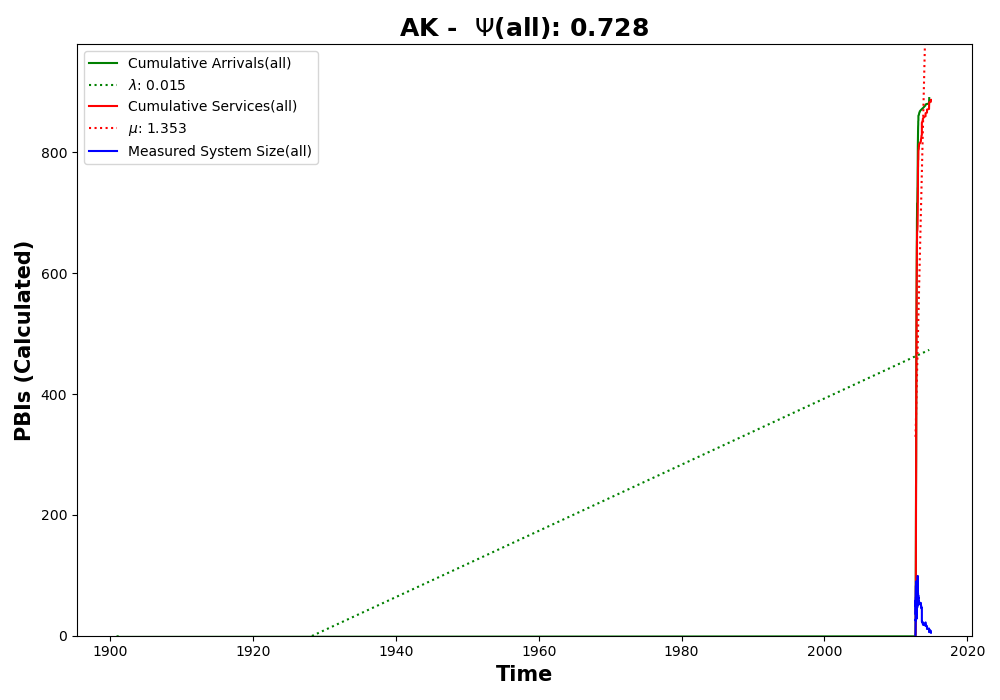 AK - Ψ(all): 0.728
Cumulative Arrivals(all)
λ: 0.015
Cumulative Services(all)
μ: 1.353
Measured System Size(all)
PBIs (Calculated)
800
600
400
200
0
1900 1920 1940 1960 1980 2000 2020
Time